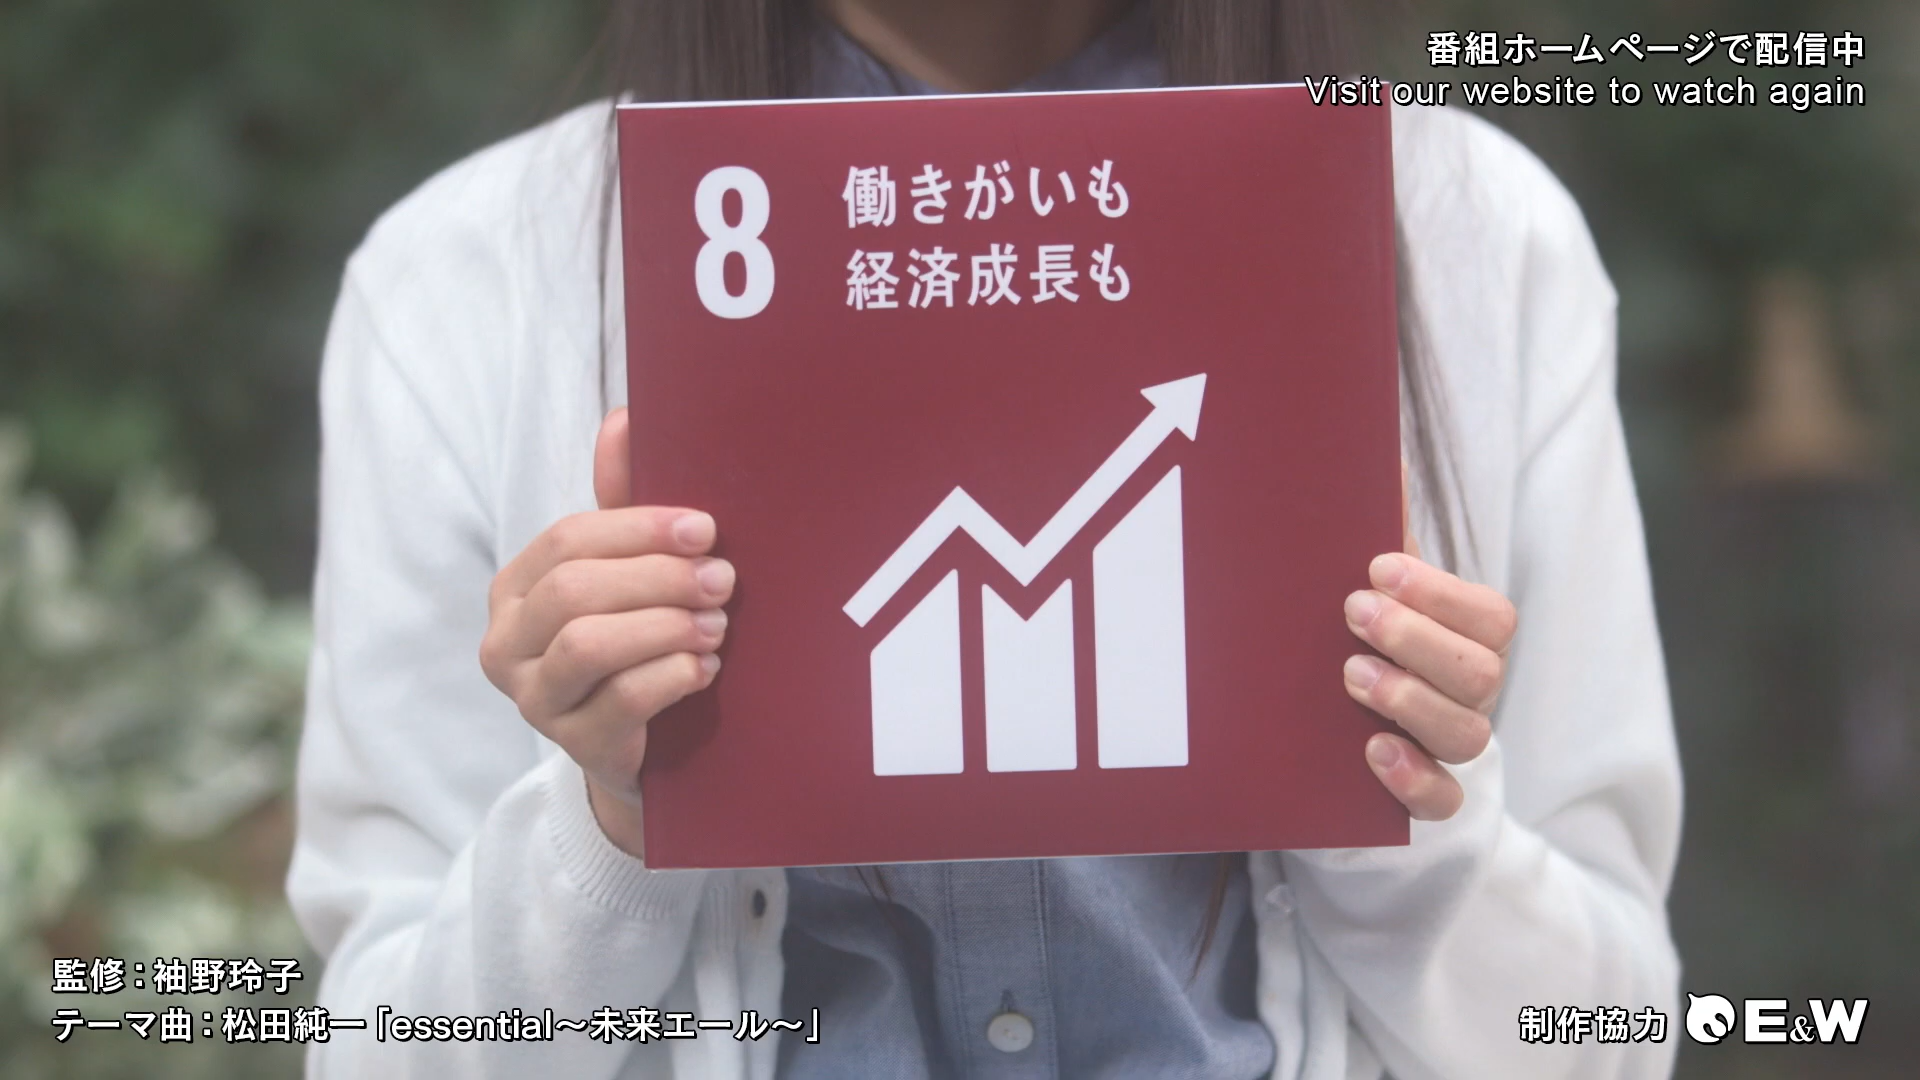 番組ホームページで配信中
Visit our website to watch again
8
働きがいも
経済成長も
監修：袖野玲子
テーマ曲：松田純一「essential～未来エール～」
制作協力 E&W